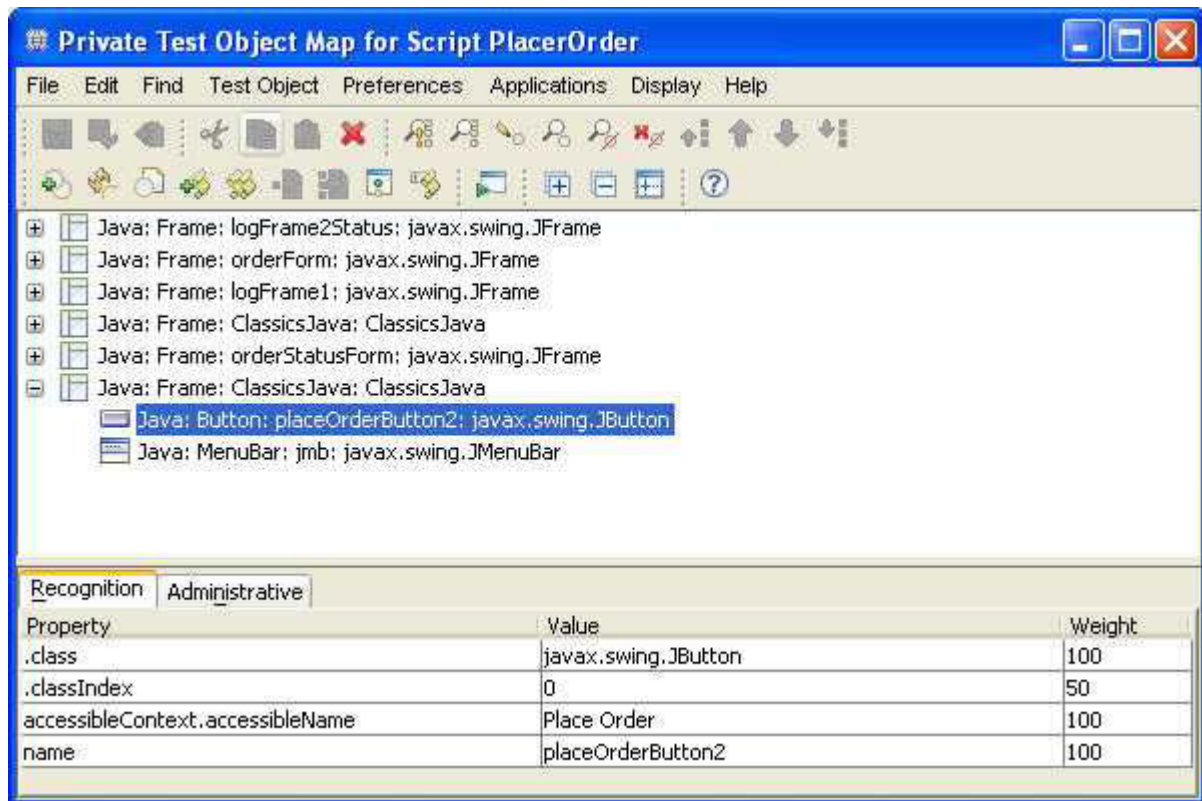 Private Test Object Map for Script PlacerOrder
File Edit Find Test Object Preferences Applications Display Help
Java: Frame: logFrame2Status: javax.swing.JFrame
Java: Frame: orderForm: javax.swing.JFrame
Java: Frame: logFrame1: javax.swing.JFrame
Java: Frame: ClassicsJava: ClassicsJava
Java: Frame: orderStatusForm: javax.swing.JFrame
Java: Frame: ClassicsJava: ClassicsJava
Java: Button: placeOrderButton2: javax.swing.JButton
Java: MenuBar: jmb: javax.swing.JMenuBar
Recognition Administrative
Property Value Weight
.class javax.swing.JButton 100
.classIndex 0 50
accessibleContext.accessibleName Place Order 100
name placeOrderButton2 100